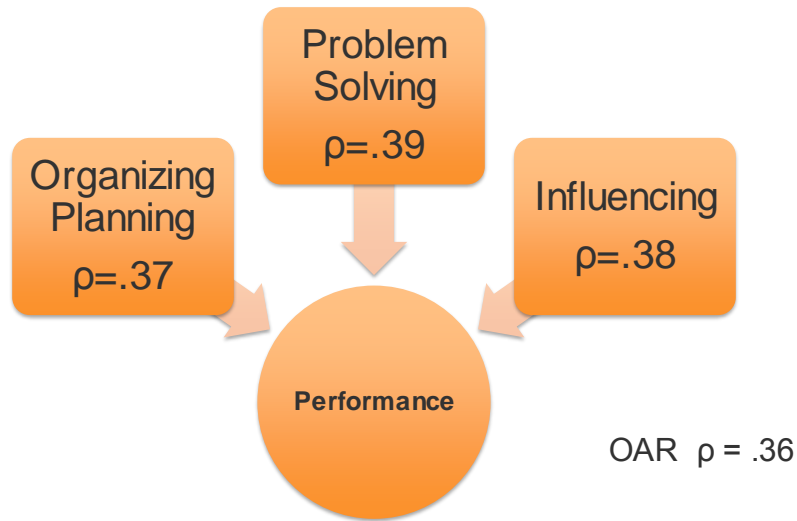 Problem
Solving
ρ=.39
Organizing
Planning
ρ=.37
Influencing
ρ=.38
Performance
OAR ρ = .36